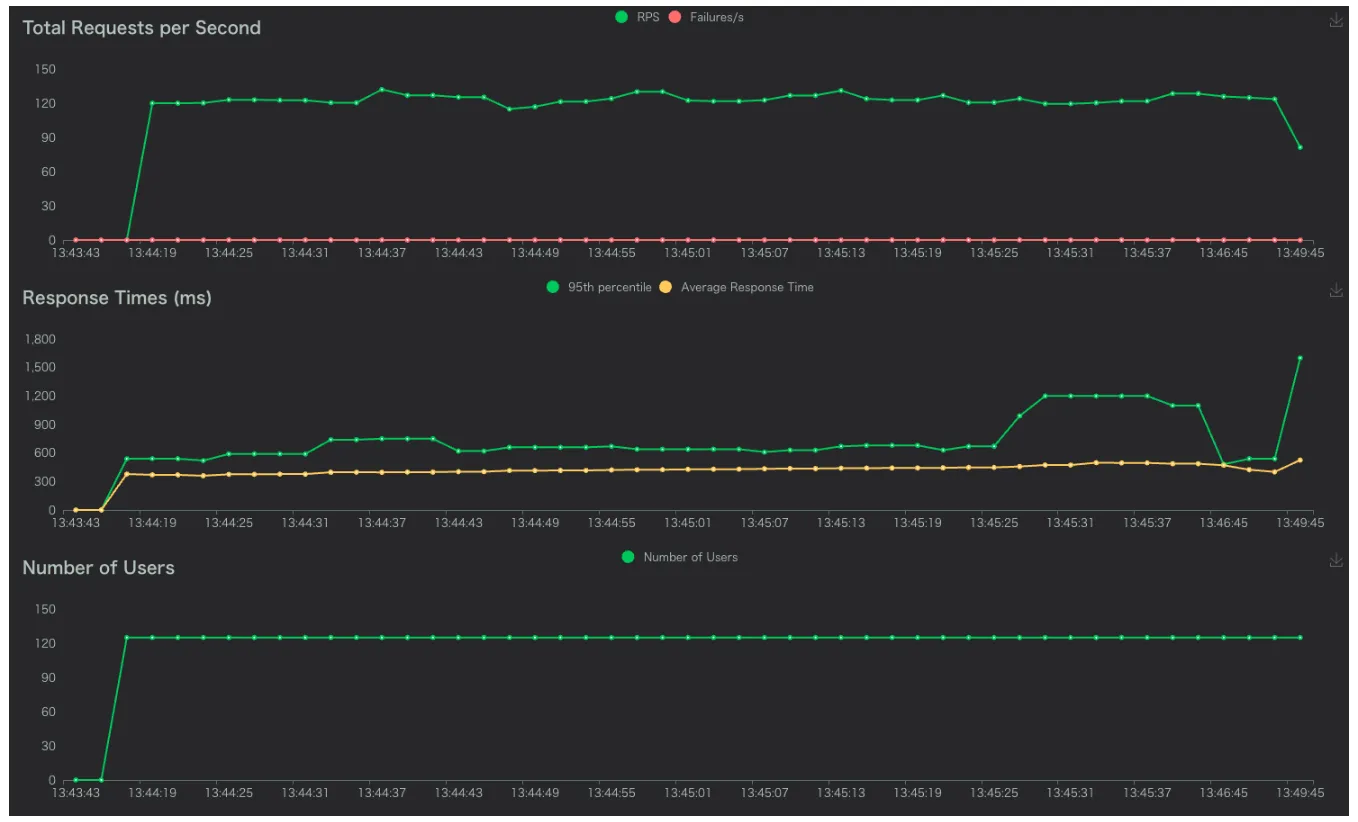 RPS Failures/s
Total Requests per Second
150
120
90
60
30
0
13:43:43 13:44:19 13:44:25 13:44:31 13:44:37 13:44:43 13:44:49 13:44:55 13:45:01 13:45:07 13:45:13 13:45:19 13:45:25 13:45:31 13:45:37 13:46:45 13:49:45
95th percentile Average Response Time
Response Times (ms)
1,800
1,500
1,200
900
600
300
0
13:43:43 13:44:19 13:44:25 13:44:31 13:44:37 13:44:43 13:44:49 13:44:55 13:45:01 13:45:07 13:45:13 13:45:19 13:45:25 13:45:31 13:45:37 13:46:45 13:49:45
Number of Users
Number of Users
150
120
90
60
30
0
13:43:43 13:44:19 13:44:25 13:44:31 13:44:37 13:44:43 13:44:49 13:44:55 13:45:01 13:45:07 13:45:13 13:45:19 13:45:25 13:45:31 13:45:37 13:46:45 13:49:45